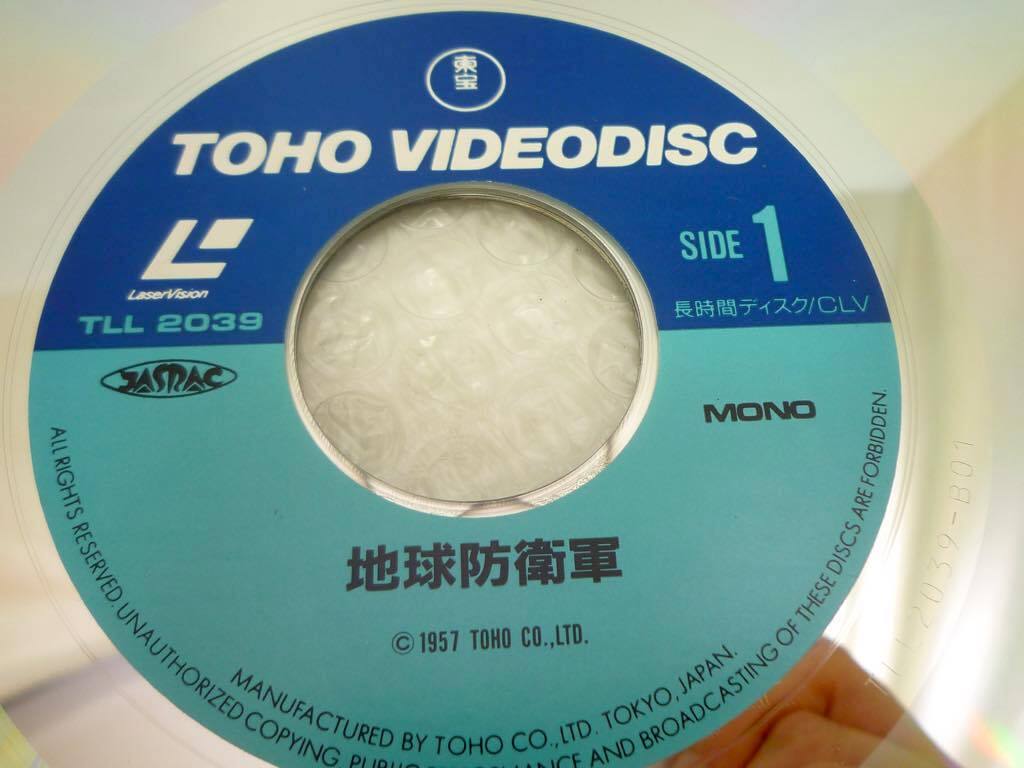 東宝
TOHO VIDEODISC
LaserVision
TLL 2039
SIDE 1
長時間ディスク/CLV
JASRAC
MONO
地球防衛軍
© 1957 TOHO CO.,LTD.
MANUFACTURED BY TOHO CO.,LTD. TOKYO, JAPAN.
ALL RIGHTS RESERVED. UNAUTHORIZED COPYING, PUBLIC PERFORMANCE AND BROADCASTING OF THESE DISCS ARE FORBIDDEN.
TLL 2039-B01